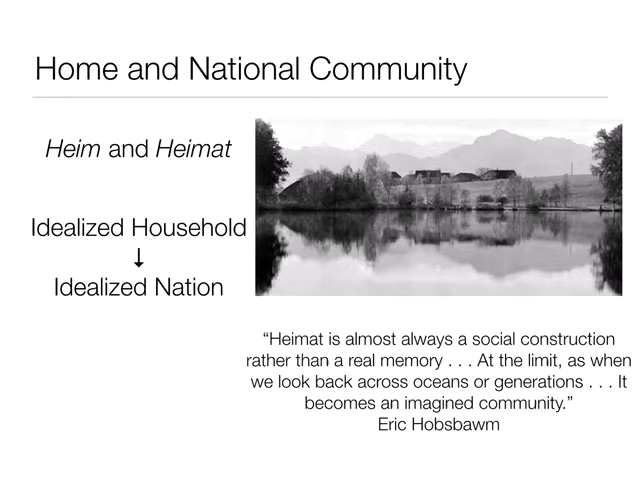 Home and National Community
Heim and Heimat
Idealized Household
↓
Idealized Nation
“Heimat is almost always a social construction
rather than a real memory . . . At the limit, as when
we look back across oceans or generations . . . It
becomes an imagined community.”
Eric Hobsbawm